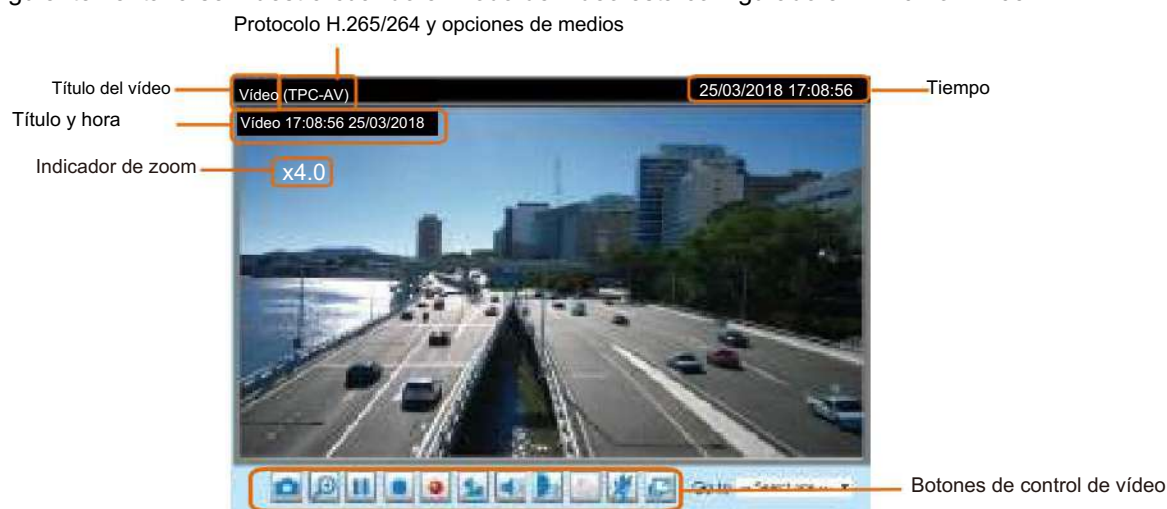 Protocolo H.265/264 y opciones de medios
Título del vídeo
Vídeo (TPC-AV)
25/03/2018 17:08:56
Tiempo
Título y hora
Vídeo 17:08:56 25/03/2018
Indicador de zoom
x4.0
Go to
Botones de control de vídeo